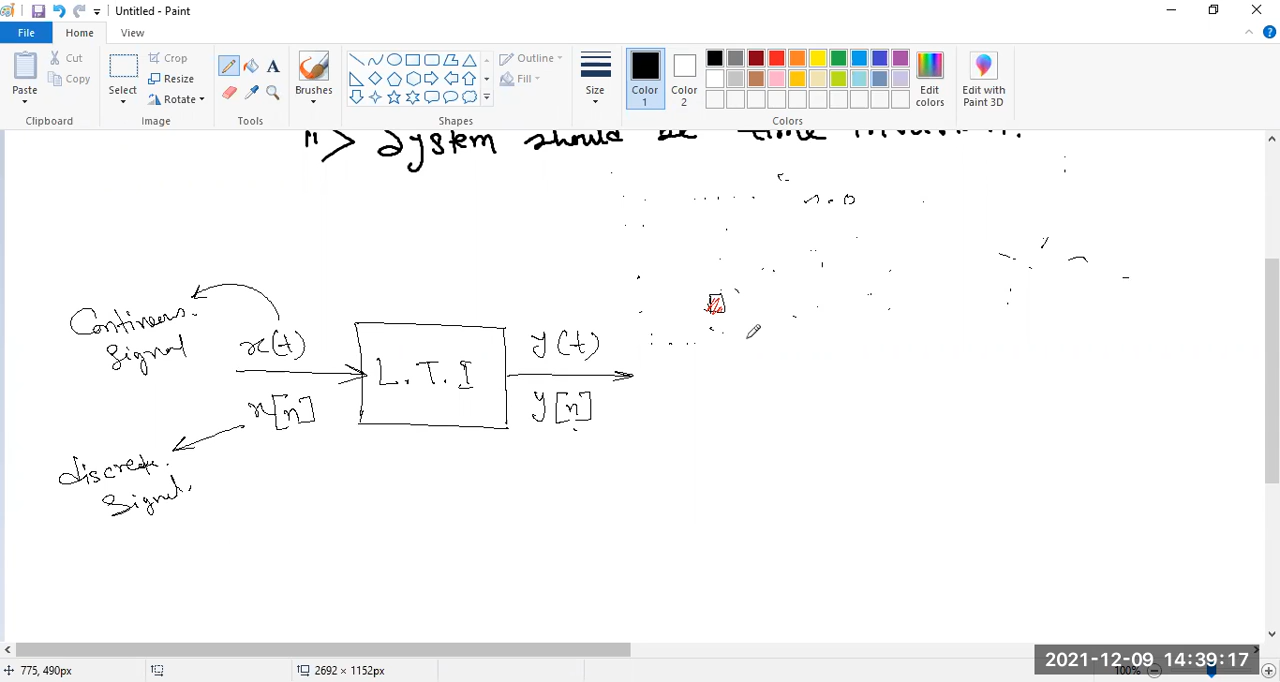 Untitled - Paint
File
Home
View
Paste
Cut
Copy
Clipboard
Select
Crop
Resize
Rotate
Image
A
Tools
Brushes
Outline
Fill
Shapes
Size
Color 1
Color 2
Edit colors
Edit with Paint 3D
Colors
II> System should be time
Continuous.
Signal
x(t)
L.T.I
y(t)
x[n]
y[n]
discrete.
Signal.
775, 490px
2692 × 1152px
100%
2021-12-09 14:39:17